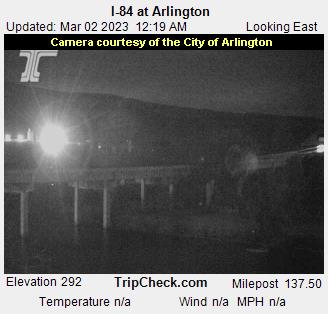 I-84 at Arlington
Updated: Mar 02 2023 12:19 AM Looking East
Camera courtesy of the City of Arlington
Elevation 292 TripCheck.com Milepost 137.50
Temperature n/a Wind n/a MPH n/a